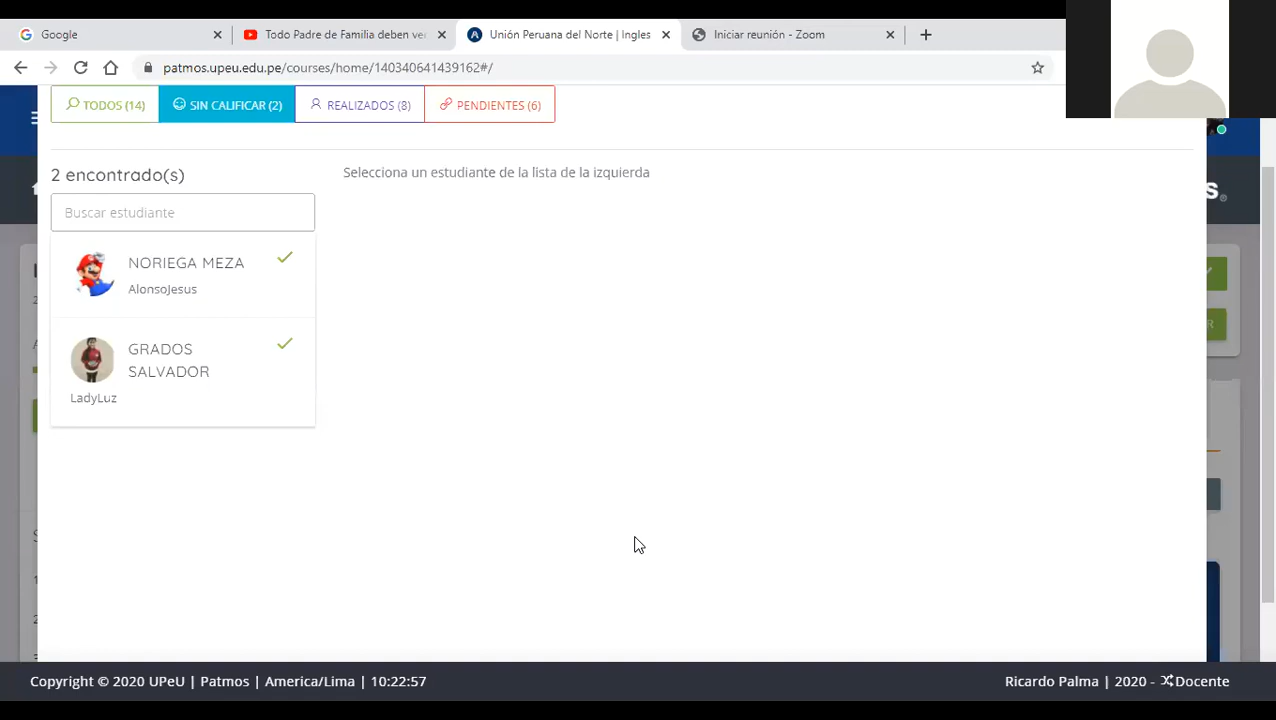 Google
Todo Padre de Familia deben ve
Unión Peruana del Norte | Ingles
Iniciar reunión - Zoom
patmos.upeu.edu.pe/courses/home/140340641439162#/
TODOS (14)
SIN CALIFICAR (2)
REALIZADOS (8)
PENDIENTES (6)
2 encontrado(s)
Selecciona un estudiante de la lista de la izquierda
Buscar estudiante
NORIEGA MEZA
AlonsoJesus
GRADOS
SALVADOR
LadyLuz
Copyright © 2020 UPeU | Patmos | America/Lima | 10:22:57
Ricardo Palma | 2020 - Docente